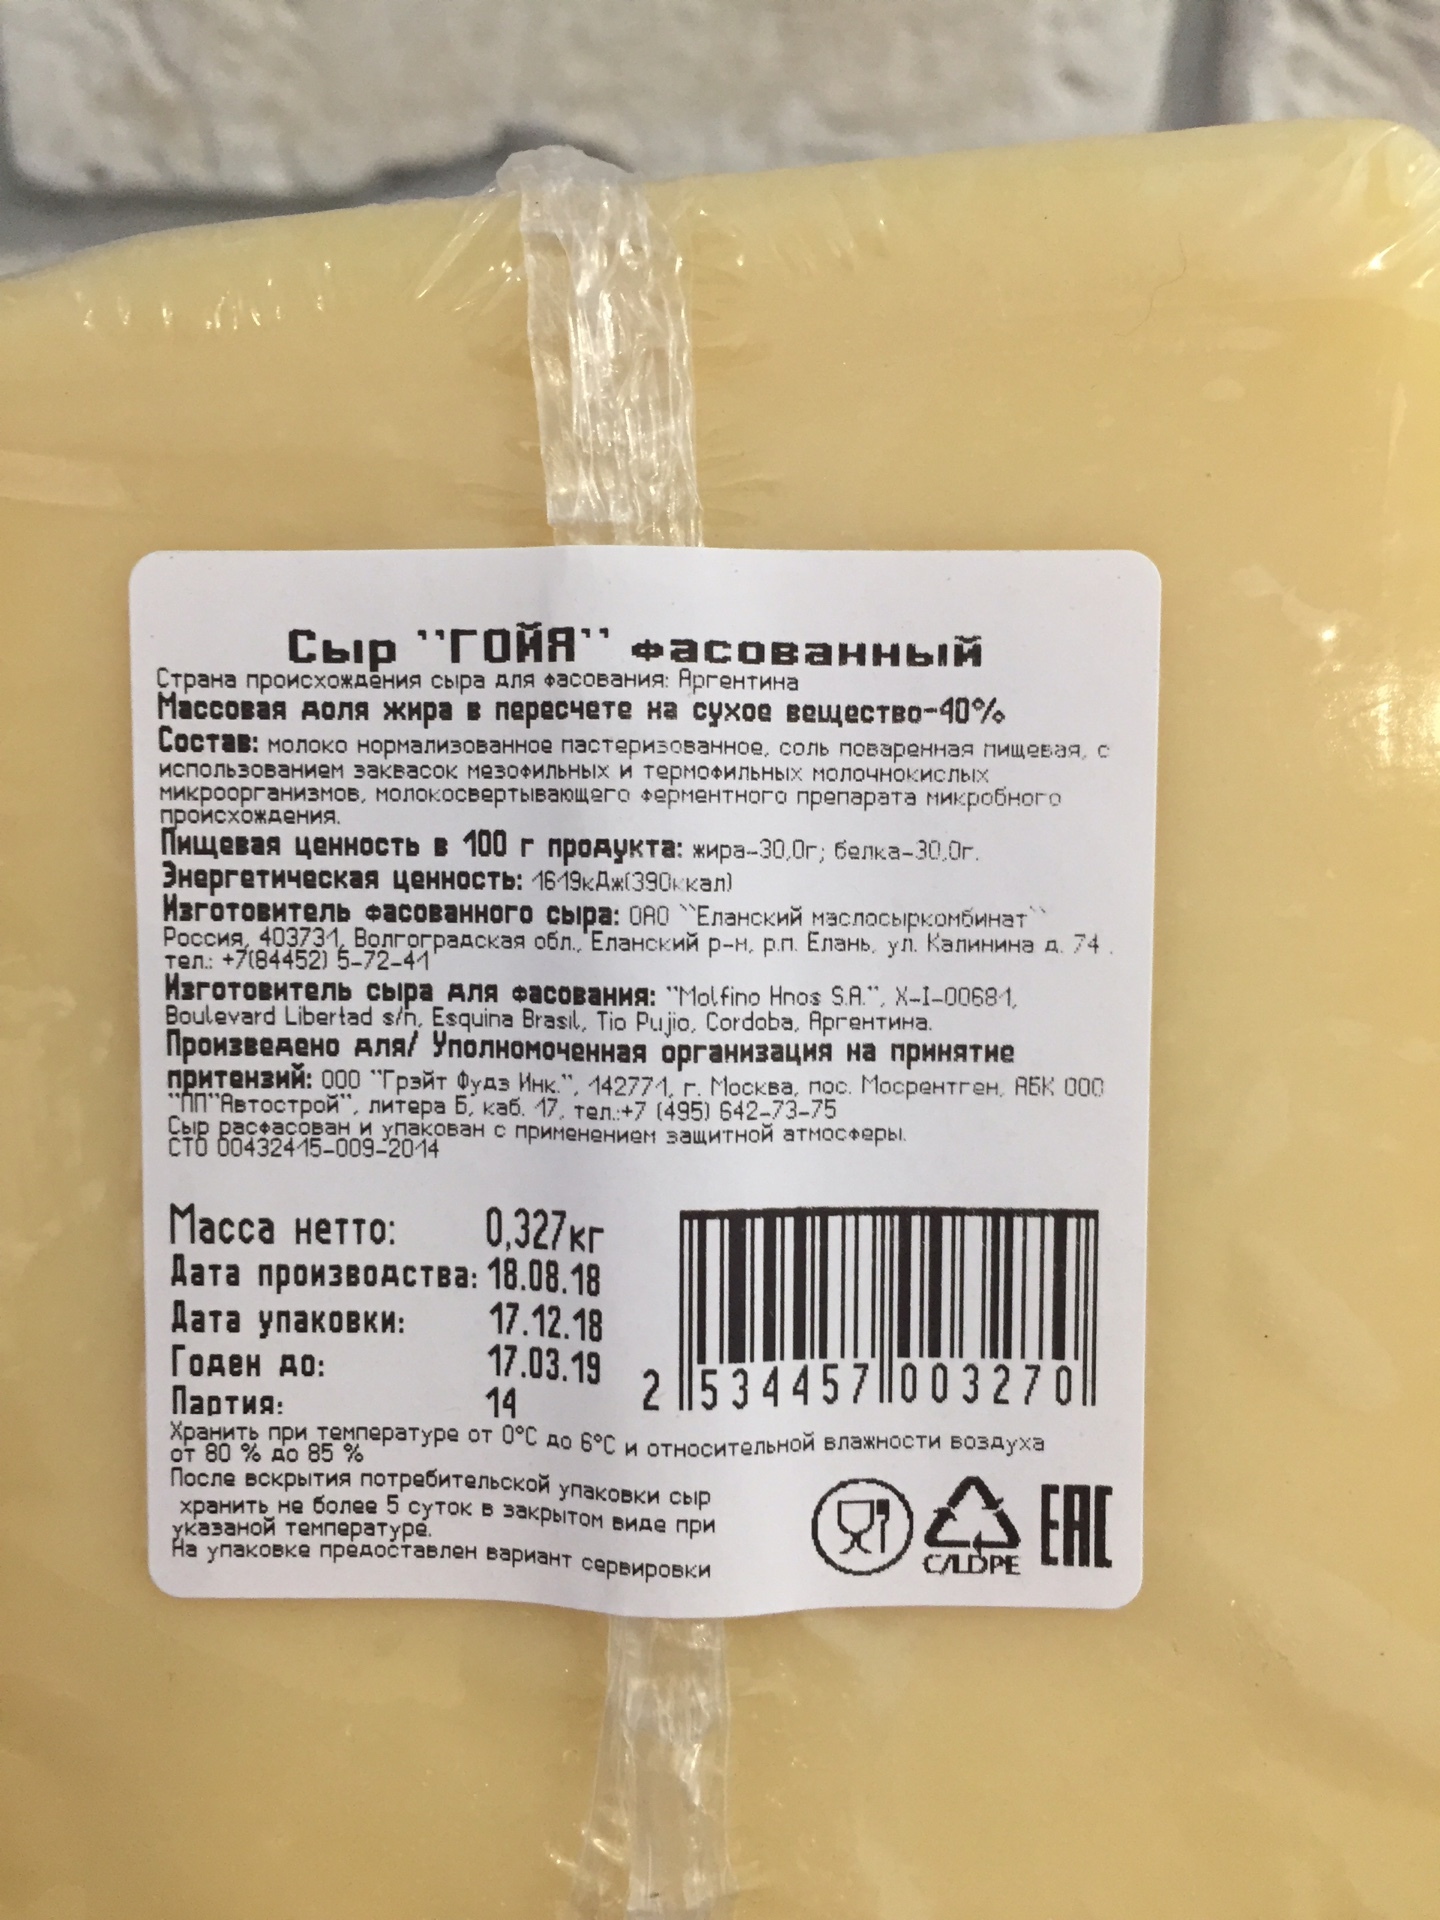 Сыр "ГОЙЯ" фасованный
Страна происхождения сыра для фасования: Аргентина
Массовая доля жира в пересчете на сухое вещество-40%
Состав: молоко нормализованное пастеризованное, соль поваренная пищевая, с
использованием заквасок мезофильных и термофильных молочнокислых
микроорганизмов, молокосвертывающего ферментного препарата микробного
происхождения.
Пищевая ценность в 100 г продукта: жира-30,0г; белка-30,0г.
Энергетическая ценность: 1619кДж(390ккал)
Изготовитель фасованного сыра: ОАО ``Еланский маслосыркомбинат``
Россия, 403731, Волгоградская обл., Еланский р-н, р.п. Елань, ул. Калинина д. 74 .
тел.: +7(84452) 5-72-41
Изготовитель сыра для фасования: "Molfino Hnos S.A.", X-I-00681,
Boulevard Libertad s/n, Esquina Brasil, Tio Pujio, Cordoba, Аргентина.
Произведено для/ Уполномоченная организация на принятие
притензий: ООО "Грэйт Фудз Инк.", 142771, г. Москва, пос. Мосрентген, АБК ООО
"ПП"Автострой", литера Б, каб. 17, тел.:+7 (495) 642-73-75
Сыр расфасован и упакован с применением защитной атмосферы.
СТО 00432415-009-2014
Масса нетто: 0,327кг
Дата производства: 18.08.18
Дата упаковки: 17.12.18
Годен до: 17.03.19
Партия: 14
2 534457 003270
Хранить при температуре от 0°С до 6°С и относительной влажности воздуха
от 80 % до 85 %
После вскрытия потребительской упаковки сыр
хранить не более 5 суток в закрытом виде при
указаной температуре.
На упаковке предоставлен вариант сервировки
C/LDPE
EAC